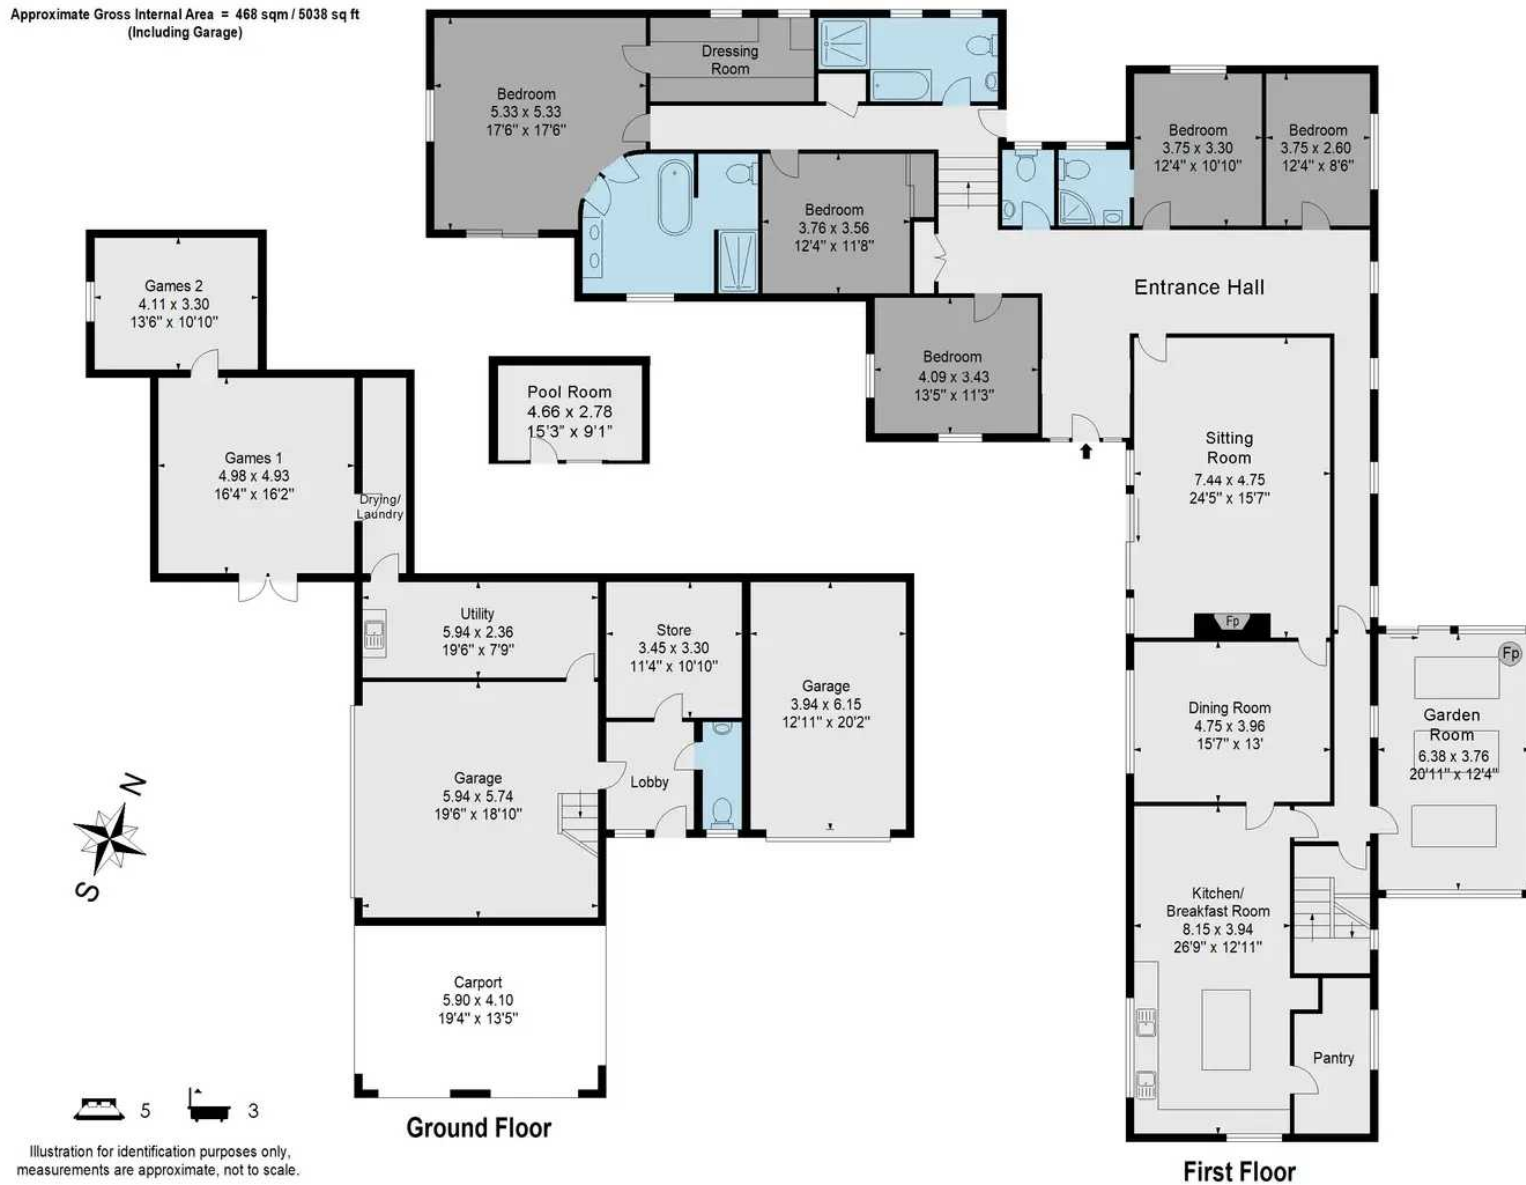 Approximate Gross Internal Area = 468 sqm / 5038 sq ft
(Including Garage)
Bedroom
5.33 x 5.33
17'6" x 17'6"
Dressing
Room
Bedroom
3.76 x 3.56
12'4" x 11'8"
Bedroom
3.75 x 3.30
12'4" x 10'10"
Bedroom
3.75 x 2.60
12'4" x 8'6"
Entrance Hall
Bedroom
4.09 x 3.43
13'5" x 11'3"
Games 2
4.11 x 3.30
13'6" x 10'10"
Games 1
4.98 x 4.93
16'4" x 16'2"
Drying/
Laundry
Pool Room
4.66 x 2.78
15'3" x 9'1"
Sitting
Room
7.44 x 4.75
24'5" x 15'7"
Fp
Utility
5.94 x 2.36
19'6" x 7'9"
Store
3.45 x 3.30
11'4" x 10'10"
Garage
3.94 x 6.15
12'11" x 20'2"
Garage
5.94 x 5.74
19'6" x 18'10"
Lobby
Dining Room
4.75 x 3.96
15'7" x 13'
Fp
Garden
Room
6.38 x 3.76
20'11" x 12'4"
Kitchen/
Breakfast Room
8.15 x 3.94
26'9" x 12'11"
Pantry
N
S
Carport
5.90 x 4.10
19'4" x 13'5"
5
3
Ground Floor
First Floor
Illustration for identification purposes only,
measurements are approximate, not to scale.